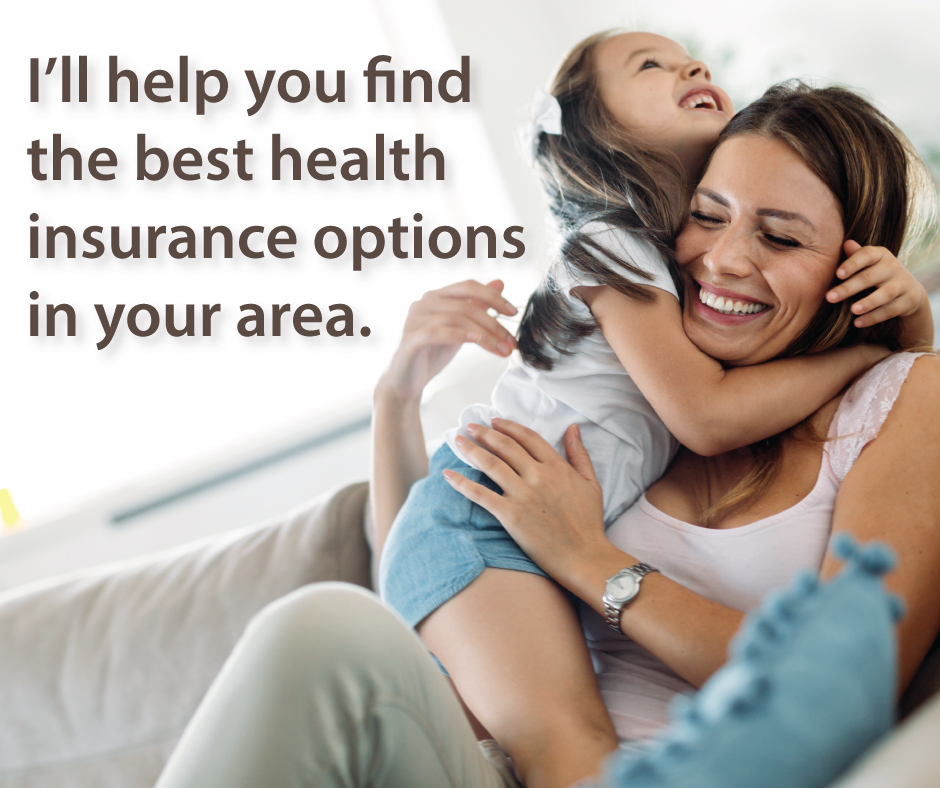 I’ll help you find
the best health
insurance options
in your area.